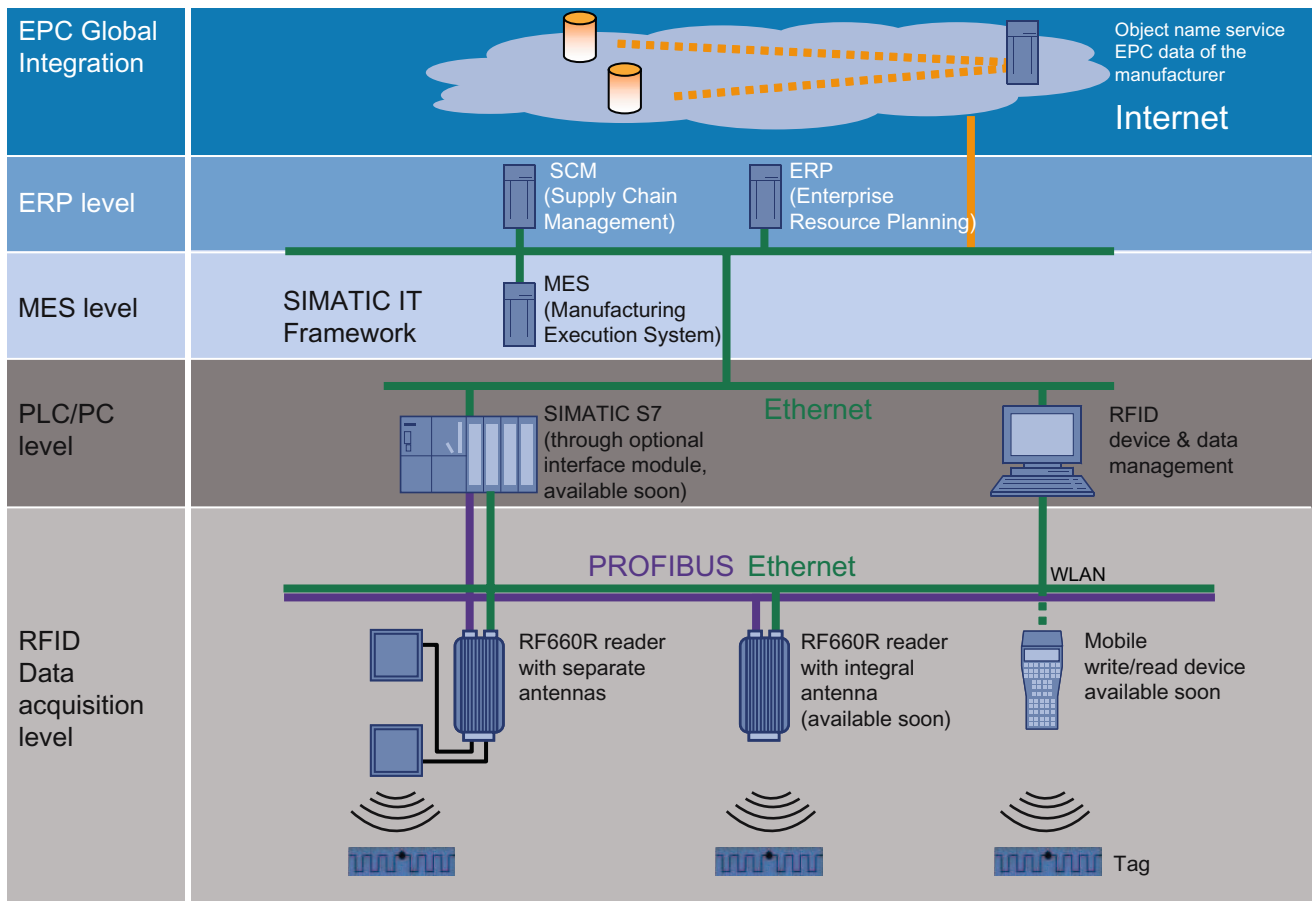 EPC Global
Integration
Object name service
EPC data of the
manufacturer
Internet
ERP level
SCM
(Supply Chain
Management)
ERP
(Enterprise
Resource Planning)
MES level
SIMATIC IT
Framework
MES
(Manufacturing
Execution System)
PLC/PC
level
SIMATIC S7
(through optional
interface module,
available soon)
Ethernet
RFID
device & data
management
RFID
Data
acquisition
level
PROFIBUS Ethernet
WLAN
RF660R reader
with separate
antennas
RF660R reader
with integral
antenna
(available soon)
Mobile
write/read device
available soon
Tag